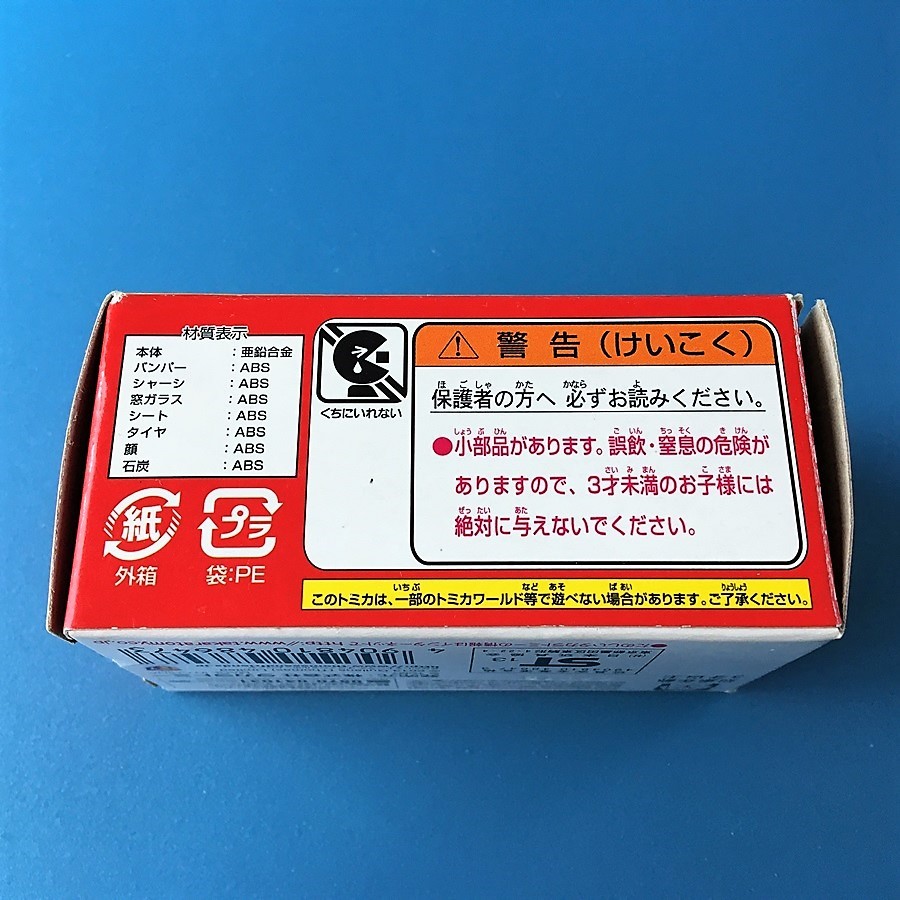 材質表示
本体　　：亜鉛合金
バンパー　：ABS
シャーシ　：ABS
窓ガラス　：ABS
シート　　：ABS
タイヤ　　：ABS
顔　　　　：ABS
石炭　　　：ABS
紙
外箱
プラ
袋:PE
くちにいれない
警告（けいこく）
保護者の方へ 必ずお読みください。
●小部品があります。誤飲・窒息の危険が
ありますので、3才未満のお子様には
絶対に与えないでください。
このトミカは、一部のトミカワールド等で遊べない場合があります。ご了承ください。
ST